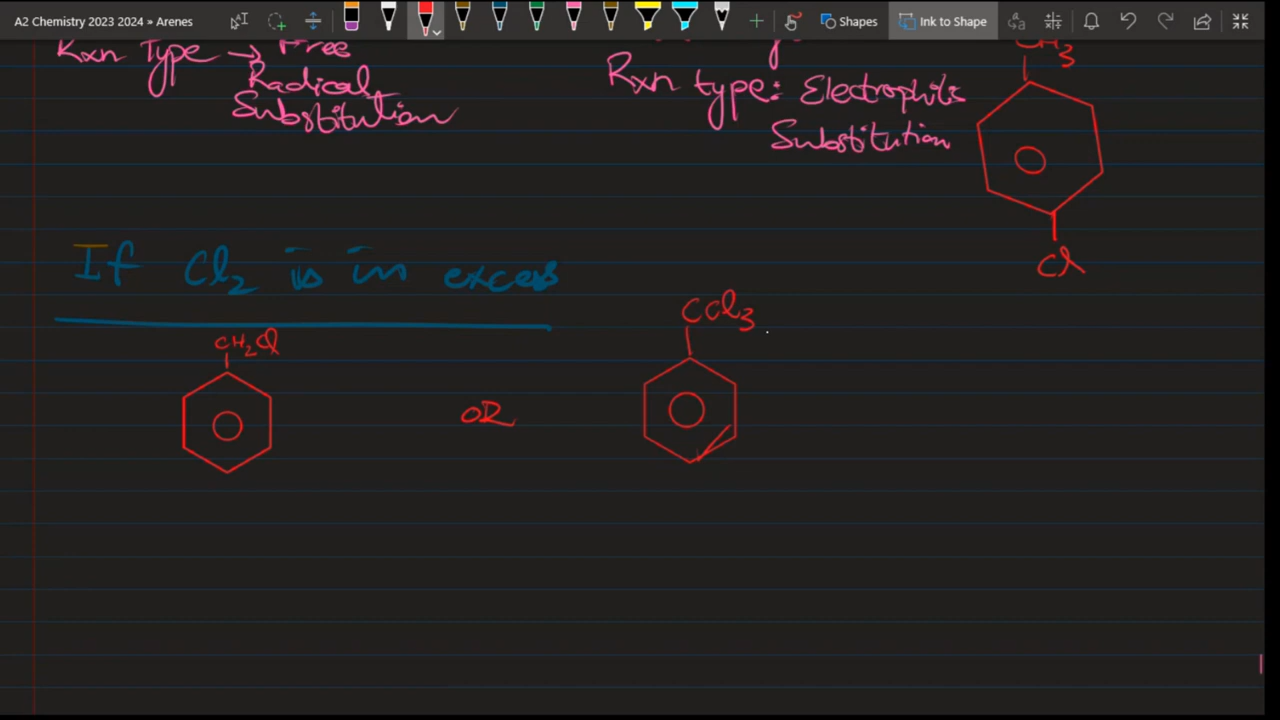 A2 Chemistry 2023 2024 » Arenes
Shapes
Ink to Shape
Rxn Type → Free
Radical
Substitution
Rxn type: Electrophilic
Substitution
CH3
Cl
If Cl2 is in excess
CH2Cl
OR
CCl3